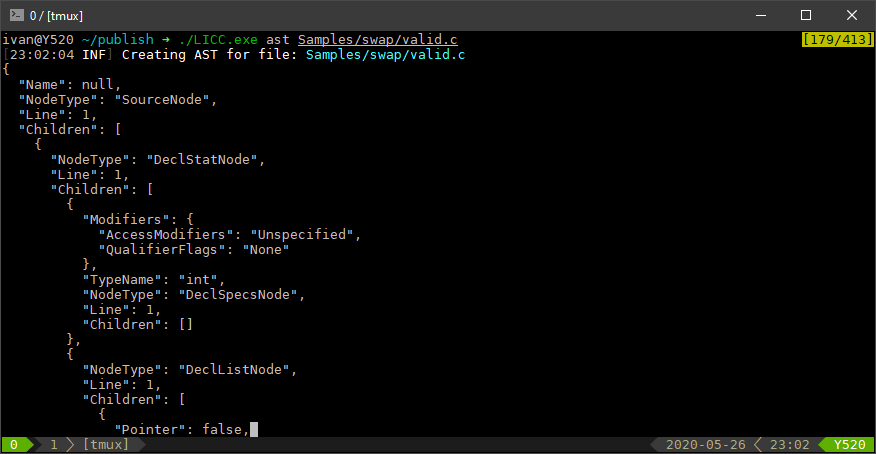 0 / [tmux]
ivan@Y520 ~/publish ➜ ./LICC.exe ast Samples/swap/valid.c [179/413]
[23:02:04 INF] Creating AST for file: Samples/swap/valid.c
{
  "Name": null,
  "NodeType": "SourceNode",
  "Line": 1,
  "Children": [
    {
      "NodeType": "DeclStatNode",
      "Line": 1,
      "Children": [
        {
          "Modifiers": {
            "AccessModifiers": "Unspecified",
            "QualifierFlags": "None"
          },
          "TypeName": "int",
          "NodeType": "DeclSpecsNode",
          "Line": 1,
          "Children": []
        },
        {
          "NodeType": "DeclListNode",
          "Line": 1,
          "Children": [
            {
              "Pointer": false,
0 1 [tmux] 2020-05-26 23:02 Y520